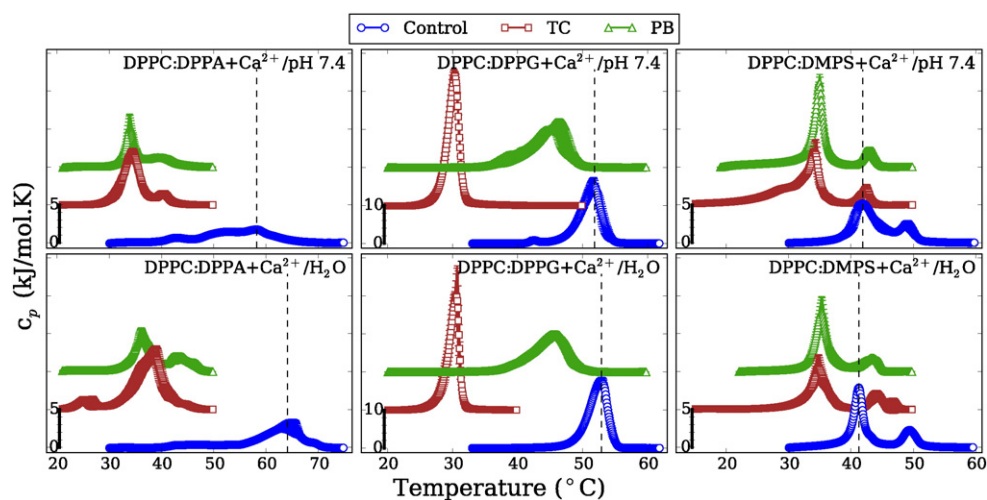 Control TC PB
DPPC:DPPA+Ca²⁺/pH 7.4
DPPC:DPPG+Ca²⁺/pH 7.4
DPPC:DMPS+Ca²⁺/pH 7.4
5 10 5
0 0 0
DPPC:DPPA+Ca²⁺/H₂O
DPPC:DPPG+Ca²⁺/H₂O
DPPC:DMPS+Ca²⁺/H₂O
5 10 5
0 0 0
20 30 40 50 60 70
20 30 40 50 60
20 30 40 50 60
cₚ (kJ/mol.K)
Temperature (°C)